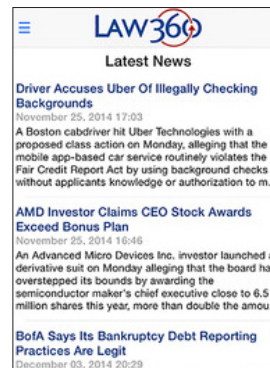 LAW360
Latest News
Driver Accuses Uber Of Illegally Checking
Backgrounds
November 25, 2014 17:03
A Boston cabdriver hit Uber Technologies with a
proposed class action on Monday, alleging that the
mobile app-based car service routinely violates the
Fair Credit Report Act by using background checks
without applicants knowledge or authorization to m..
AMD Investor Claims CEO Stock Awards
Exceed Bonus Plan
November 25, 2014 16:46
An Advanced Micro Devices Inc. investor launched a
derivative suit on Monday alleging that the board ha
overstepped its bounds by awarding the
semiconductor maker's chief executive close to 6.5
million shares this year, more than double the amou
BofA Says Its Bankruptcy Debt Reporting
Practices Are Legit
December 03, 2014 20:29